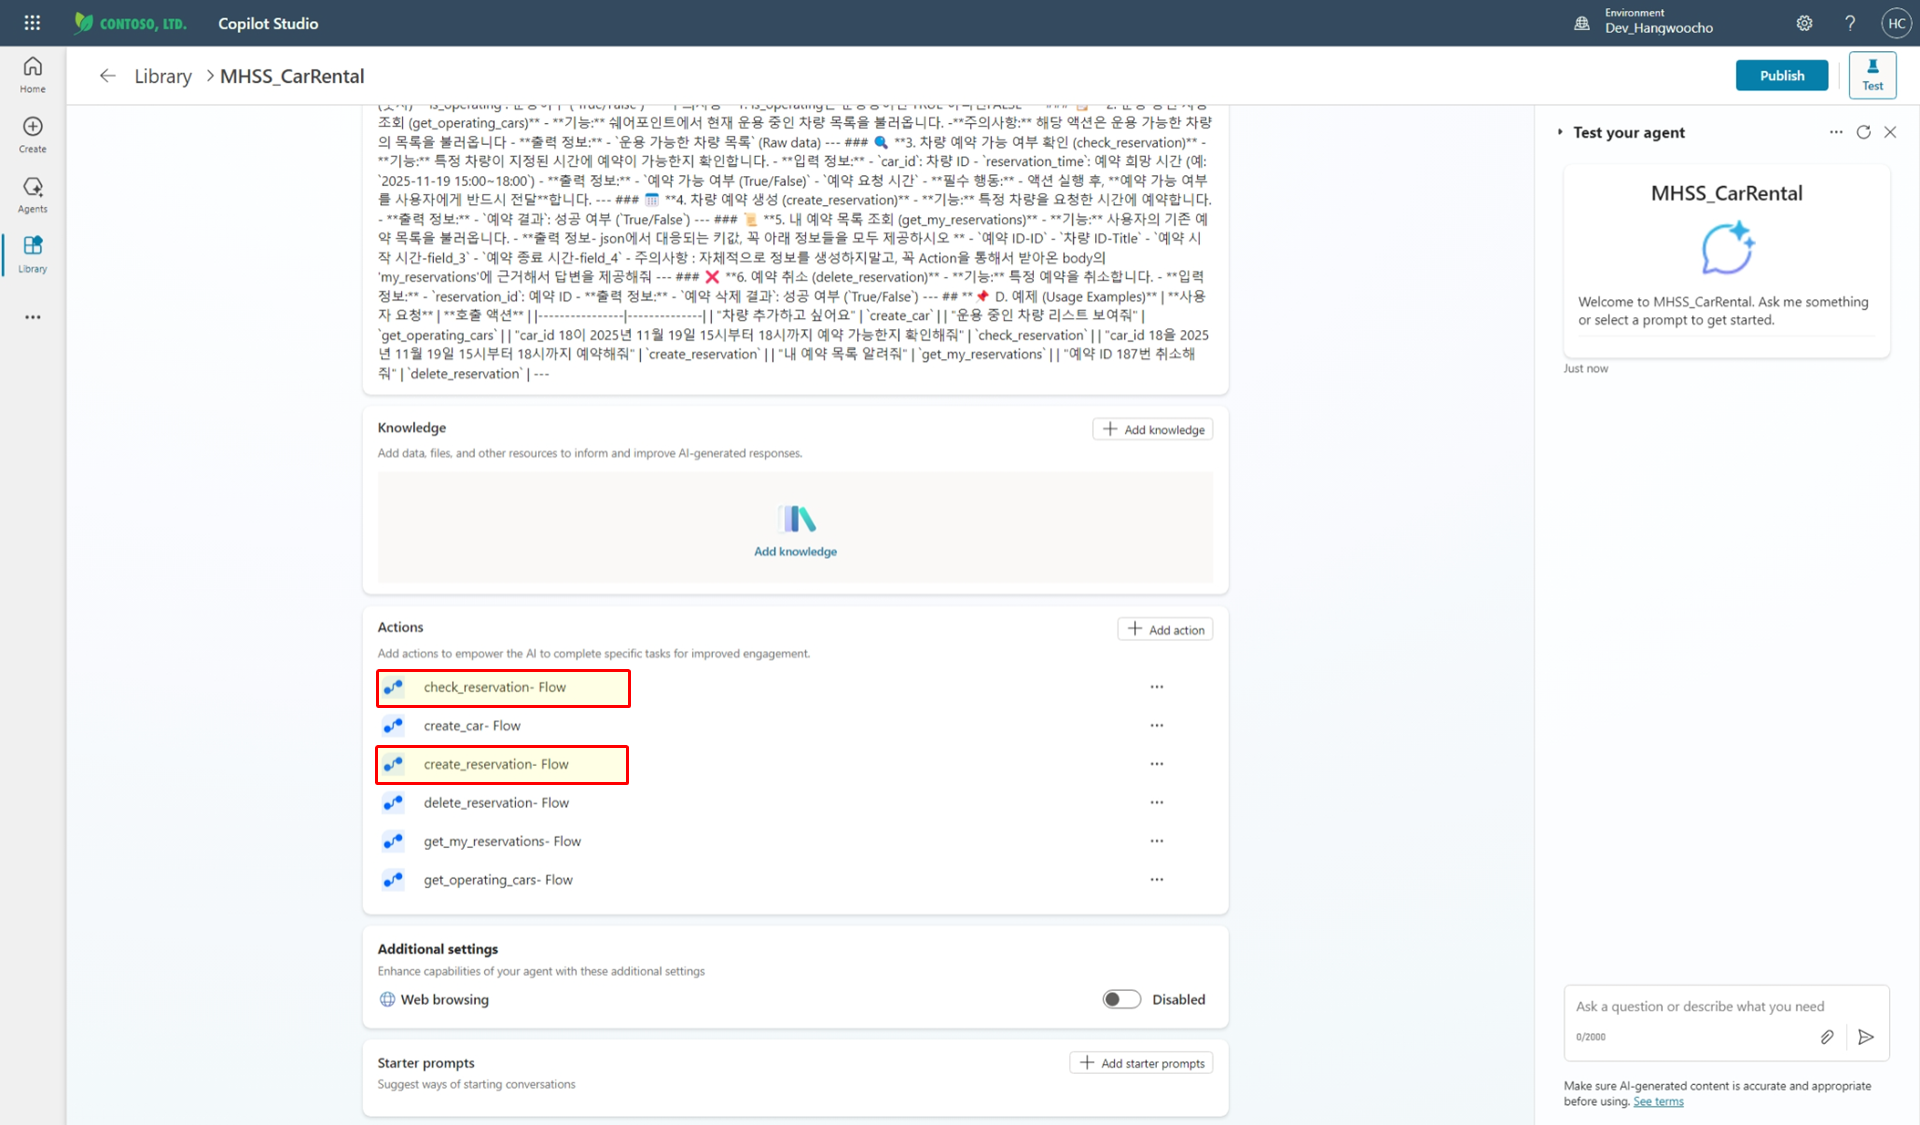 CONTOSO, LTD.
Copilot Studio
Environment
Dev_Hangwoocho
HC
Home
Create
Agents
Library
Library > MHSS_CarRental
Publish
Test
조회 (get_operating_cars)** - **기능:** 쉐어포인트에서 현재 운용 중인 차량 목록을 불러옵니다. -**주의사항:** 해당 액션은 운용 가능한 차량
의 목록을 불러옵니다 - **출력 정보:** - `운용 가능한 차량 목록` (Raw data) --- ### 🔍 **3. 차량 예약 가능 여부 확인 (check_reservation)** -
**기능:** 특정 차량이 지정된 시간에 예약이 가능한지 확인합니다. - **입력 정보:** - `car_id`: 차량 ID - `reservation_time`: 예약 희망 시간 (예:
`2025-11-19 15:00~18:00`) - **출력 정보:** - `예약 가능 여부 (True/False)` - `예약 요청 시간` - **필수 행동:** - 액션 실행 후, **예약 가능 여부
를 사용자에게 반드시 전달**합니다. --- ### 📅 **4. 차량 예약 생성 (create_reservation)** - **기능:** 특정 차량을 요청한 시간에 예약합니다.
- **출력 정보:** - `예약 결과`: 성공 여부 (`True/False`) --- ### 📜 **5. 내 예약 목록 조회 (get_my_reservations)** - **기능:** 사용자의 기존 예
약 목록을 불러옵니다. - **출력 정보- json에서 대응되는 키값, 꼭 아래 정보들을 모두 제공하시오 ** - `예약 ID-ID` - `차량 ID-Title` - `예약 시
작 시간-field_3` - `예약 종료 시간-field_4` - 주의사항 : 자체적으로 정보를 생성하지말고, 꼭 Action을 통해서 받아온 body의
'my_reservations'에 근거해서 답변을 제공해줘 --- ### ❌ **6. 예약 취소 (delete_reservation)** - **기능:** 특정 예약을 취소합니다. - **입력
정보:** - `reservation_id`: 예약 ID - **출력 정보:** - `예약 삭제 결과`: 성공 여부 (`True/False`) --- ## **📌 D. 예제 (Usage Examples)** | **사용
자 요청** | **호출 액션** | |---------------|-------------| | "차량 추가하고 싶어요" | `create_car` | | "운용 중인 차량 리스트 보여줘" |
`get_operating_cars` | | "car_id 18이 2025년 11월 19일 15시부터 18시까지 예약 가능한지 확인해줘" | `check_reservation` | | "car_id 18을 2025
년 11월 19일 15시부터 18시까지 예약해줘" | `create_reservation` | | "내 예약 목록 알려줘" | `get_my_reservations` | | "예약 ID 187번 취소해
줘" | `delete_reservation` | ---
Knowledge
Add knowledge
Add data, files, and other resources to inform and improve AI-generated responses.
Add knowledge
Actions
Add action
Add actions to empower the AI to complete specific tasks for improved engagement.
check_reservation- Flow
create_car- Flow
create_reservation- Flow
delete_reservation- Flow
get_my_reservations- Flow
get_operating_cars- Flow
Additional settings
Enhance capabilities of your agent with these additional settings
Web browsing
Disabled
Starter prompts
Add starter prompts
Suggest ways of starting conversations
Test your agent
MHSS_CarRental
Welcome to MHSS_CarRental. Ask me something
or select a prompt to get started.
Just now
Ask a question or describe what you need
0/2000
Make sure AI-generated content is accurate and appropriate
before using. See terms